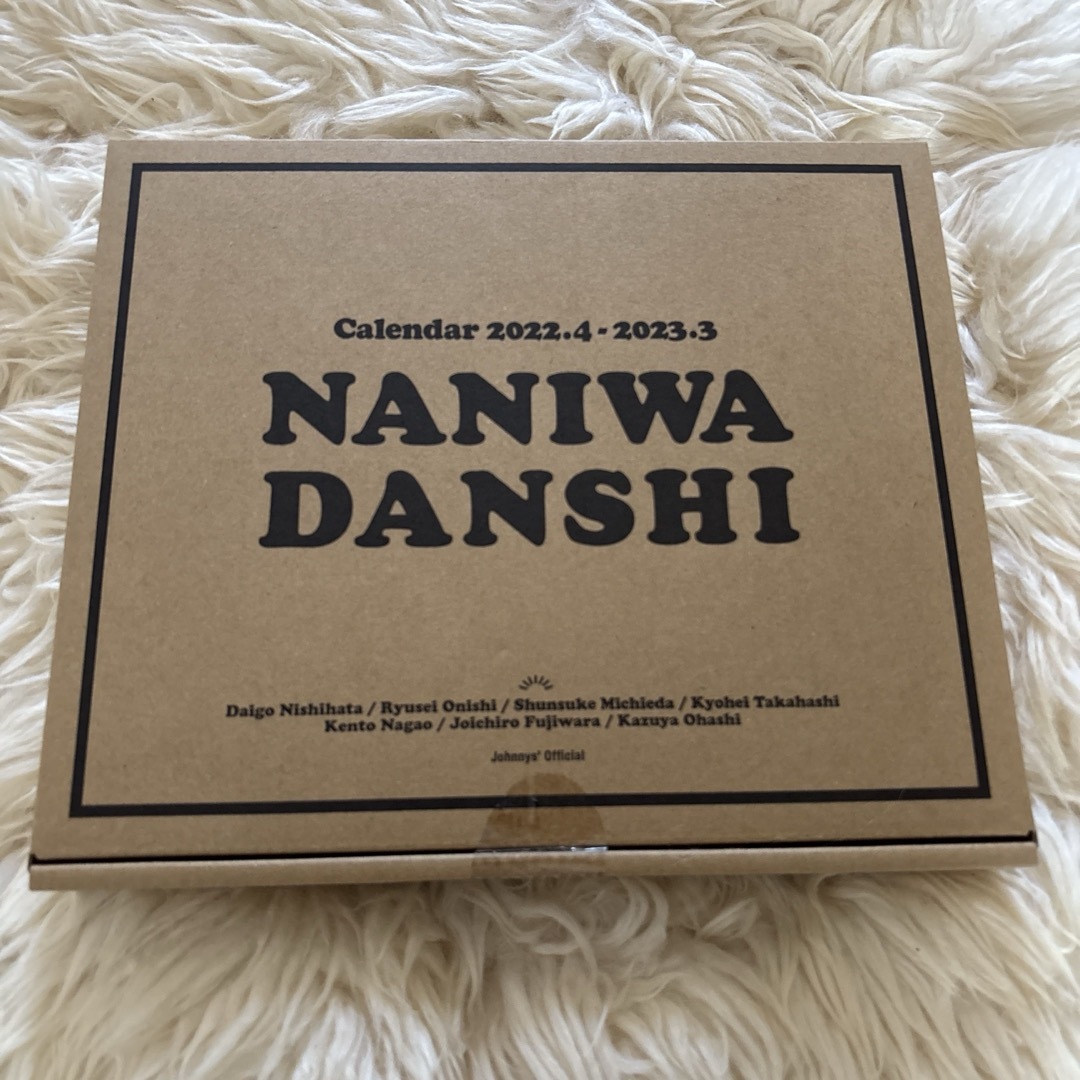 Calendar 2022.4 - 2023.3
NANIWA
DANSHI
Daigo Nishihata / Ryusei Onishi / Shunsuke Michieda / Kyohei Takahashi
Kento Nagao / Joichiro Fujiwara / Kazuya Ohashi
Johnnys' Official